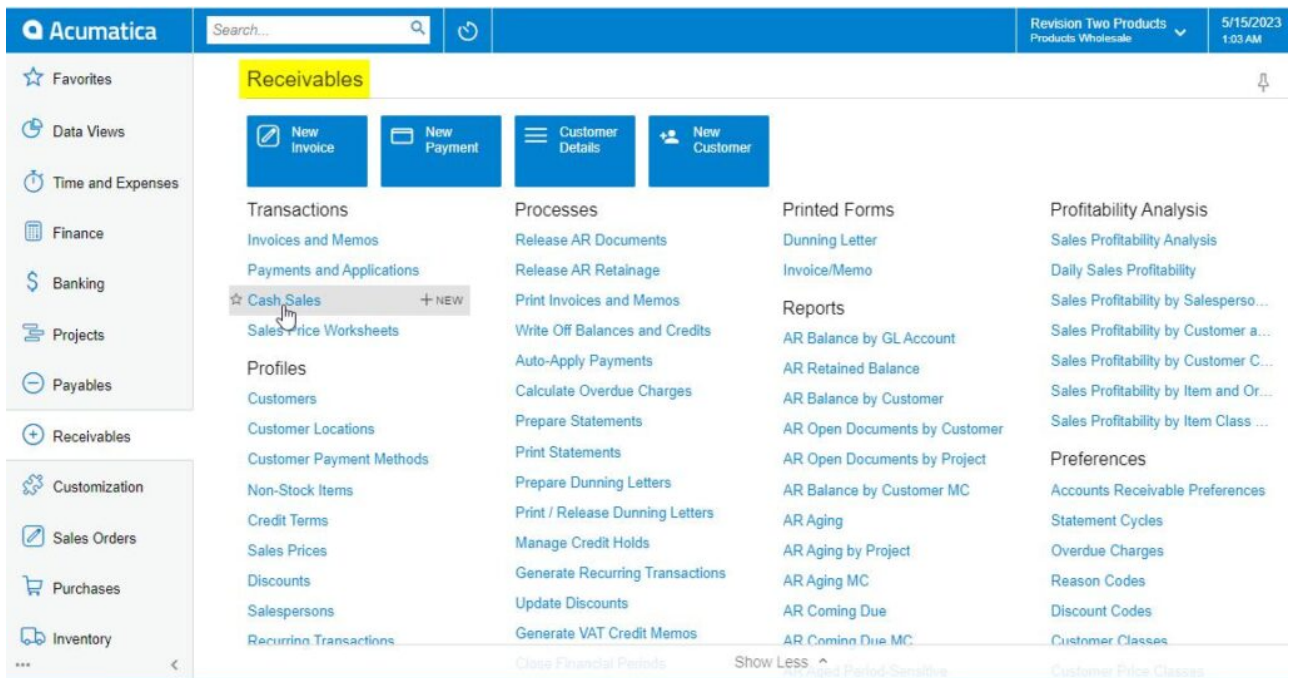 Acumatica
Search...
Revision Two Products
Products Wholesale
5/15/2023
1:03 AM
Favorites
Data Views
Time and Expenses
Finance
Banking
Projects
Payables
Receivables
Customization
Sales Orders
Purchases
Inventory
...
Receivables
New
Invoice
New
Payment
Customer
Details
New
Customer
Transactions
Invoices and Memos
Payments and Applications
Cash Sales + NEW
Sales Price Worksheets
Profiles
Customers
Customer Locations
Customer Payment Methods
Non-Stock Items
Credit Terms
Sales Prices
Discounts
Salespersons
Recurring Transactions
Processes
Release AR Documents
Release AR Retainage
Print Invoices and Memos
Write Off Balances and Credits
Auto-Apply Payments
Calculate Overdue Charges
Prepare Statements
Print Statements
Prepare Dunning Letters
Print / Release Dunning Letters
Manage Credit Holds
Generate Recurring Transactions
Update Discounts
Generate VAT Credit Memos
Close Financial Periods
Printed Forms
Dunning Letter
Invoice/Memo
Reports
AR Balance by GL Account
AR Retained Balance
AR Balance by Customer
AR Open Documents by Customer
AR Open Documents by Project
AR Balance by Customer MC
AR Aging
AR Aging by Project
AR Aging MC
AR Coming Due
AR Coming Due MC
AR Aged Period-Sensitive
Profitability Analysis
Sales Profitability Analysis
Daily Sales Profitability
Sales Profitability by Salesperso...
Sales Profitability by Customer a...
Sales Profitability by Customer C...
Sales Profitability by Item and Or...
Sales Profitability by Item Class ...
Preferences
Accounts Receivable Preferences
Statement Cycles
Overdue Charges
Reason Codes
Discount Codes
Customer Classes
Customer Price Classes
Show Less